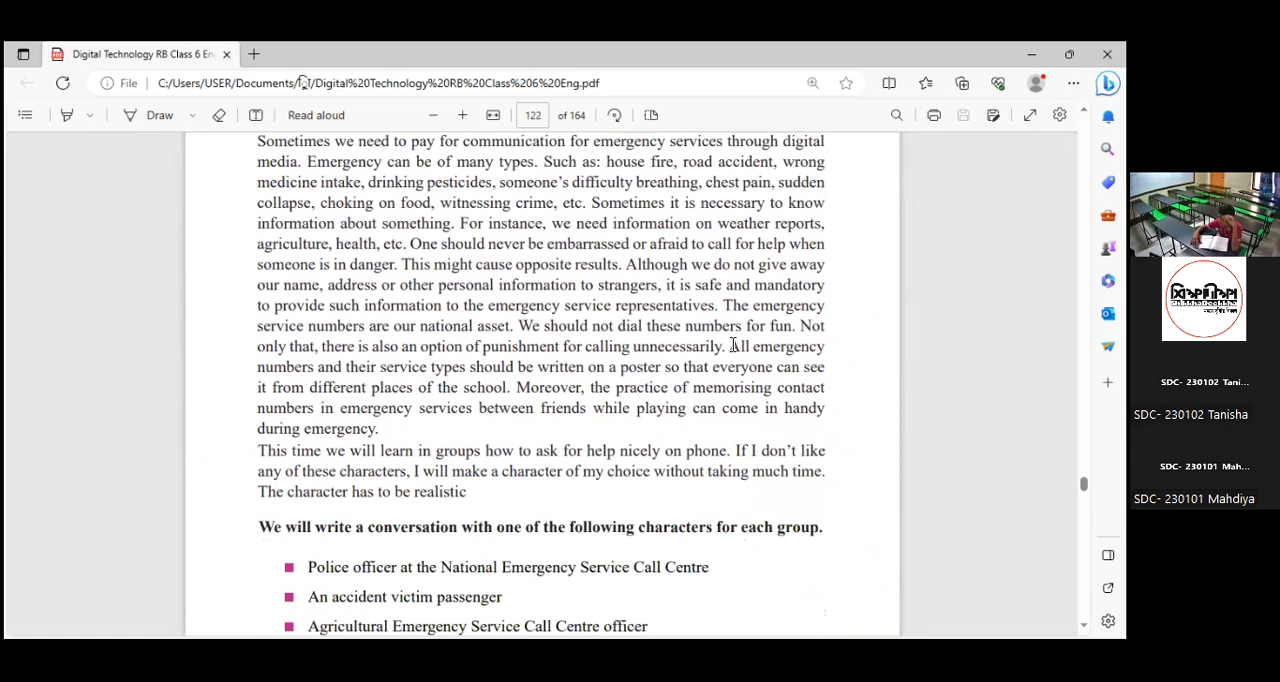 Digital Technology RB Class 6 En
File
C:/Users/USER/Documents/ /Digital%20Technology%20RB%20Class%206%20Eng.pdf
Draw
Read aloud
122 of 164
Sometimes we need to pay for communication for emergency services through digital
media. Emergency can be of many types. Such as: house fire, road accident, wrong
medicine intake, drinking pesticides, someone's difficulty breathing, chest pain, sudden
collapse, choking on food, witnessing crime, etc. Sometimes it is necessary to know
information about something. For instance, we need information on weather reports,
agriculture, health, etc. One should never be embarrassed or afraid to call for help when
someone is in danger. This might cause opposite results. Although we do not give away
our name, address or other personal information to strangers, it is safe and mandatory
to provide such information to the emergency service representatives. The emergency
service numbers are our national asset. We should not dial these numbers for fun. Not
only that, there is also an option of punishment for calling unnecessarily. All emergency
numbers and their service types should be written on a poster so that everyone can see
it from different places of the school. Moreover, the practice of memorising contact
numbers in emergency services between friends while playing can come in handy
during emergency.
This time we will learn in groups how to ask for help nicely on phone. If I don't like
any of these characters, I will make a character of my choice without taking much time.
The character has to be realistic
We will write a conversation with one of the following characters for each group.
Police officer at the National Emergency Service Call Centre
An accident victim passenger
Agricultural Emergency Service Call Centre officer
SDC- 230102 Tani...
SDC- 230102 Tanisha
SDC- 230101 Mah...
SDC- 230101 Mahdiya